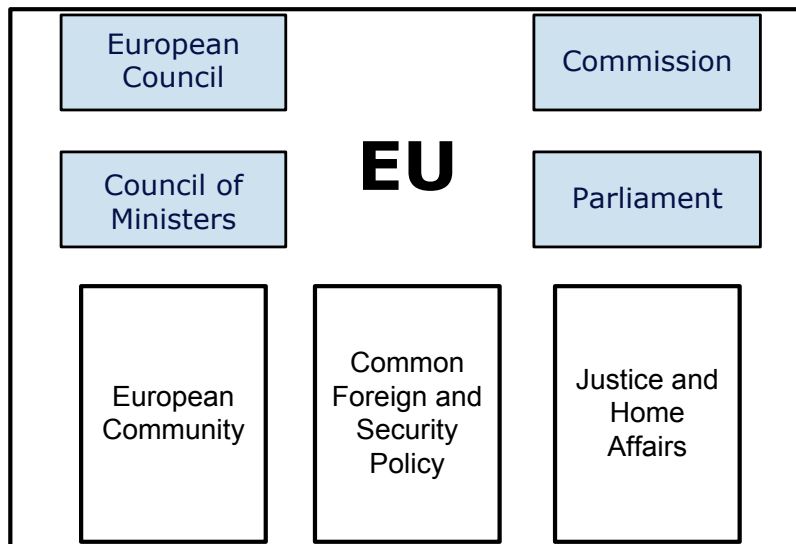 European
Council
Commission
EU
Council of
Ministers
Parliament
European
Community
Common
Foreign and
Security
Policy
Justice and
Home
Affairs